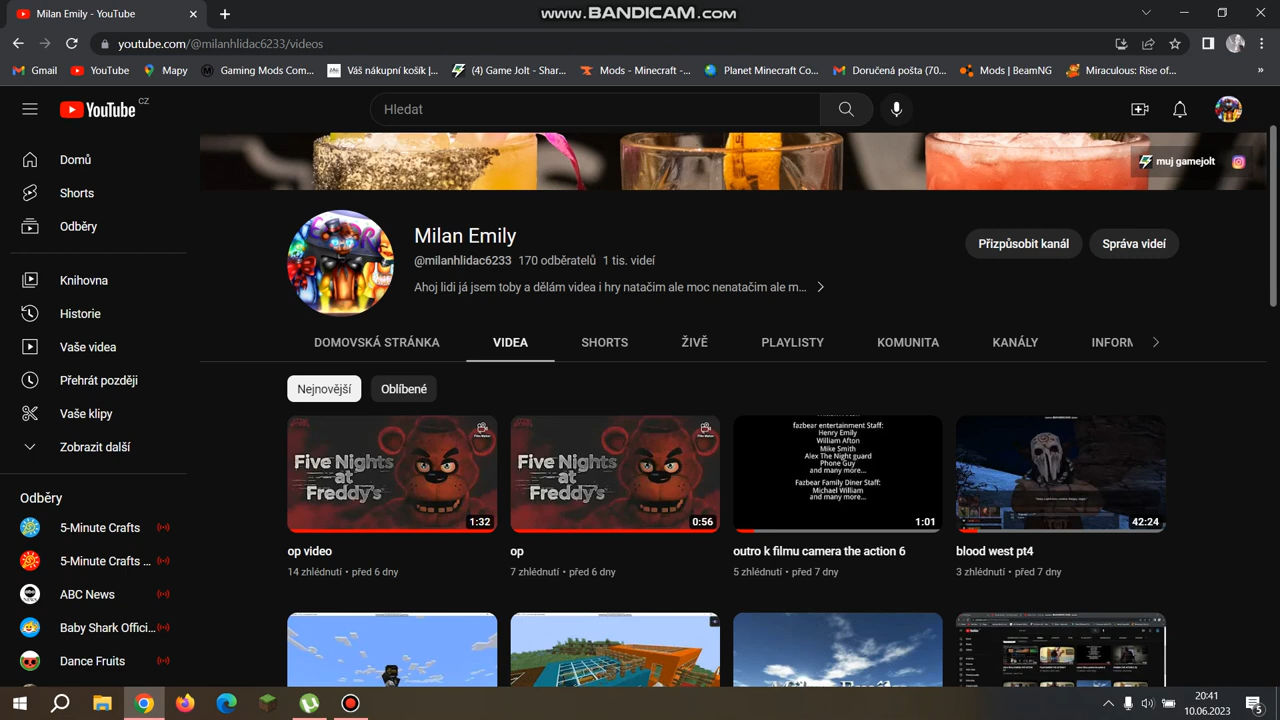 Milan Emily - YouTube
WWW.BANDICAM.COM
youtube.com/@milanhlidac6233/videos
Gmail
YouTube
Mapy
Gaming Mods Com...
Váš nákupní košík |...
(4) Game Jolt - Shar...
Mods - Minecraft -...
Planet Minecraft Co...
Doručená pošta (70...
Mods | BeamNG
Miraculous: Rise of...
»
YouTube CZ
Hledat
muj gamejolt
Domů
Shorts
Odběry
Knihovna
Historie
Vaše videa
Přehrát později
Vaše klipy
Zobrazit další
Odběry
5-Minute Crafts
5-Minute Crafts ...
ABC News
Baby Shark Offici...
Dance Fruits
Milan Emily
@milanhlidac6233 170 odběratelů 1 tis. videí
Ahoj lidi já jsem toby a dělám videa i hry natačim ale moc nenatačim ale m...
Přizpůsobit kanál
Správa videí
DOMOVSKÁ STRÁNKA
VIDEA
SHORTS
ŽIVĚ
PLAYLISTY
KOMUNITA
KANÁLY
INFORM
Nejnovější
Oblíbené
Five Nights
at
Freddy's
1:32
op video
14 zhlédnutí • před 6 dny
Five Nights
at
Freddy's
0:56
op
7 zhlédnutí • před 6 dny
fazbear entertainment Staff:
Henry Emily
William Afton
Mike Smith
Alex The Night guard
Phone Guy
and many more...
Fazbear Family Diner Staff:
Michael William
and many more...
1:01
outro k filmu camera the action 6
5 zhlédnutí • před 7 dny
42:24
blood west pt4
3 zhlédnutí • před 7 dny
20:41
10.06.2023
5